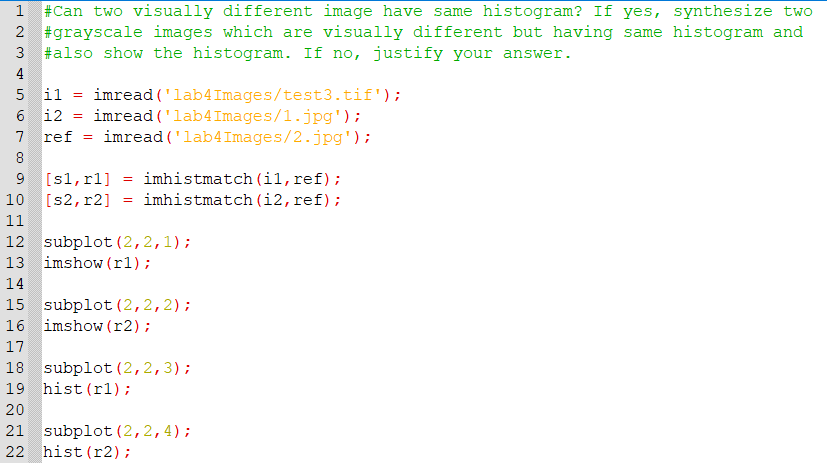 1 #Can two visually different image have same histogram? If yes, synthesize two
2 #grayscale images which are visually different but having same histogram and
3 #also show the histogram. If no, justify your answer.
4
5 i1 = imread('lab4Images/test3.tif');
6 i2 = imread('lab4Images/1.jpg');
7 ref = imread('lab4Images/2.jpg');
8
9 [s1,r1] = imhistmatch(i1,ref);
10 [s2,r2] = imhistmatch(i2,ref);
11
12 subplot(2,2,1);
13 imshow(r1);
14
15 subplot(2,2,2);
16 imshow(r2);
17
18 subplot(2,2,3);
19 hist(r1);
20
21 subplot(2,2,4);
22 hist(r2);